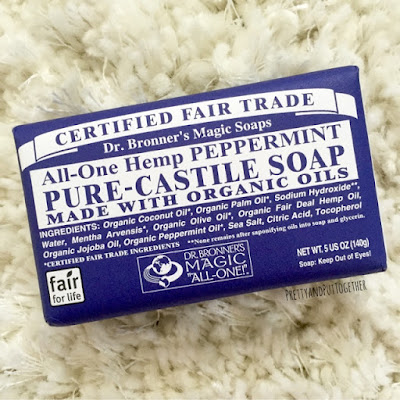 CERTIFIED FAIR TRADE
Dr. Bronner's Magic Soaps
All-One Hemp PEPPERMINT
PURE-CASTILE SOAP
MADE WITH ORGANIC OILS
INGREDIENTS: Organic Coconut Oil*, Organic Palm Oil*, Sodium Hydroxide**,
Water, Mentha Arvensis*, Organic Olive Oil*, Organic Fair Deal Hemp Oil,
Organic Jojoba Oil, Organic Peppermint Oil*, Sea Salt, Citric Acid, Tocopherol
*CERTIFIED FAIR TRADE INGREDIENTS
**None remains after saponifying oils into soap and glycerin.
fair
for life
DR. BRONNER'S
MAGIC
"ALL-ONE!"
NET WT. 5 US OZ (140g)
Soap: Keep Out of Eyes!
PRETTYANDPUTTOGETHER